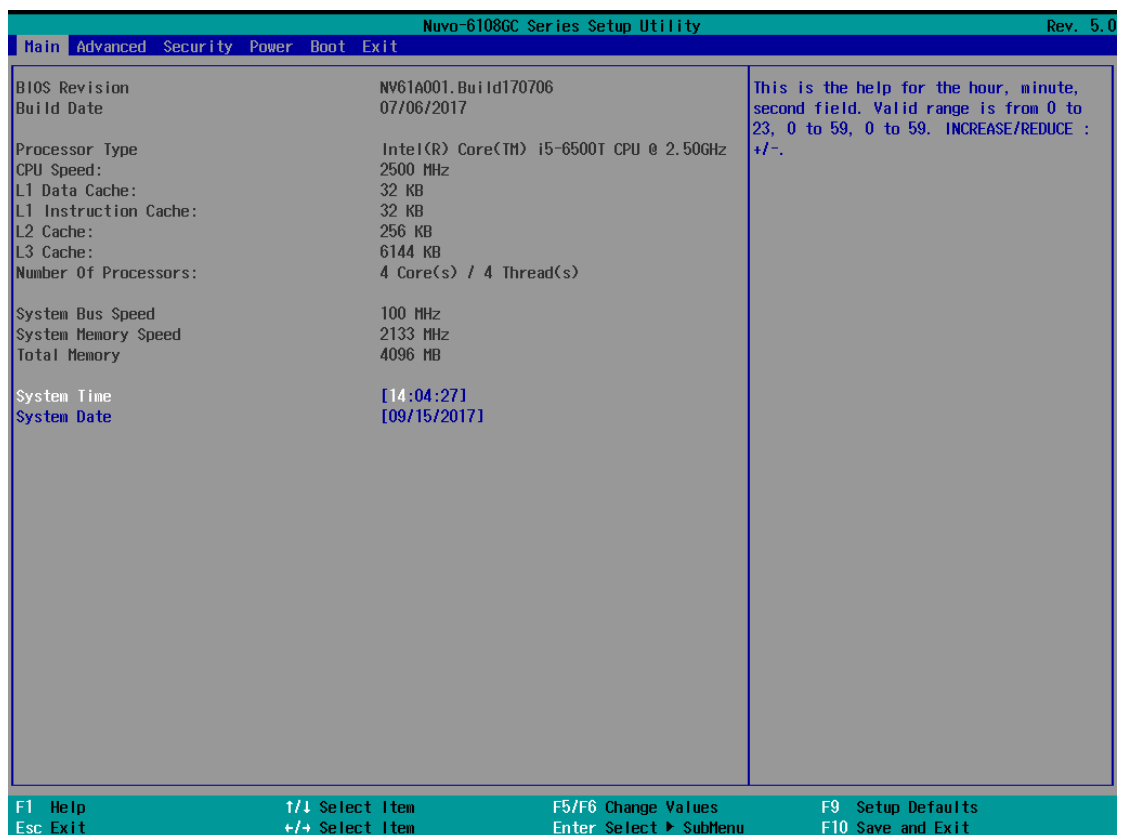 Nuvo-6108GC Series Setup Utility Rev. 5.0
Main Advanced Security Power Boot Exit
BIOS Revision NV61A001.Build170706
Build Date 07/06/2017
Processor Type Intel(R) Core(TM) i5-6500T CPU @ 2.50GHz
CPU Speed: 2500 MHz
L1 Data Cache: 32 KB
L1 Instruction Cache: 32 KB
L2 Cache: 256 KB
L3 Cache: 6144 KB
Number Of Processors: 4 Core(s) / 4 Thread(s)
System Bus Speed 100 MHz
System Memory Speed 2133 MHz
Total Memory 4096 MB
System Time [14:04:27]
System Date [09/15/2017]
This is the help for the hour, minute,
second field. Valid range is from 0 to
23, 0 to 59, 0 to 59. INCREASE/REDUCE :
+/-.
F1 Help ↑/↓ Select Item F5/F6 Change Values F9 Setup Defaults
Esc Exit ←/→ Select Item Enter Select ▶ SubMenu F10 Save and Exit